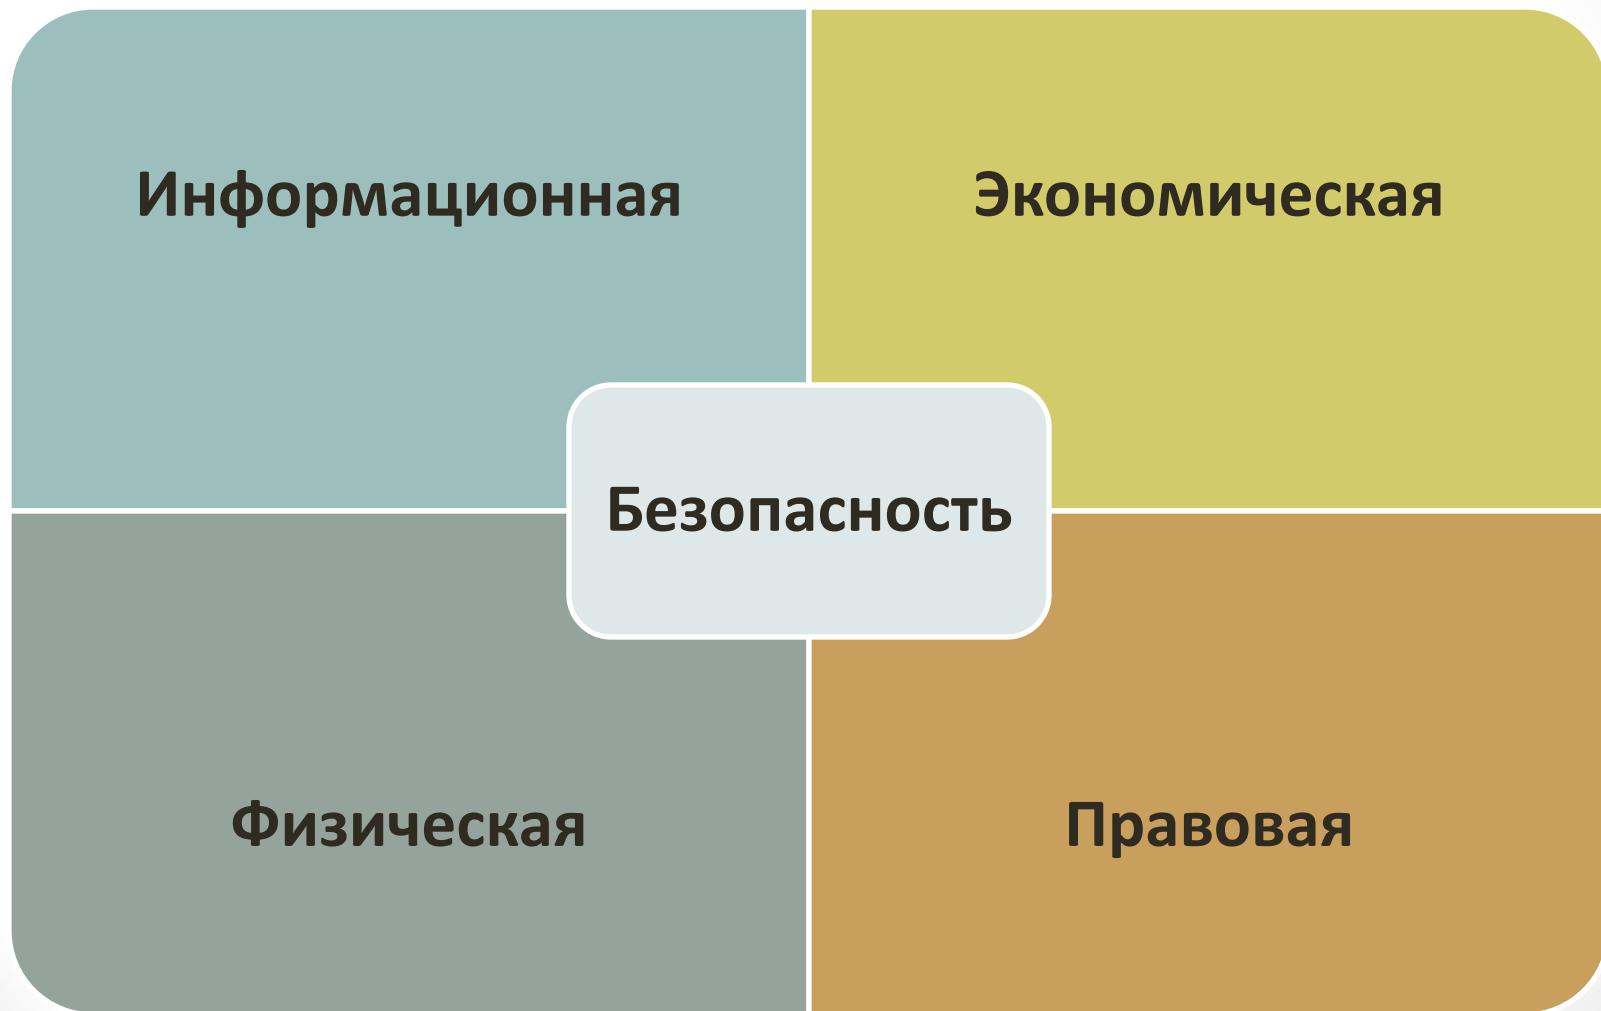 Информационная
Экономическая
Безопасность
Физическая
Правовая